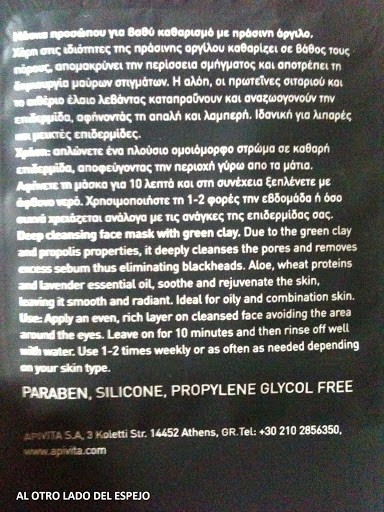 Μάσκα προσώπου για βαθύ καθαρισμό με πράσινη άργιλο.
Χάρη στις ιδιότητες της πράσινης αργίλου καθαρίζει σε βάθος τους
πόρους, απομακρύνει την περίσσεια σμήγματος και αποτρέπει τη
δημιουργία μαύρων στιγμάτων. Η αλόη, οι πρωτεΐνες σιταριού και
το αιθέριο έλαιο λεβάντας καταπραΰνουν και αναζωογονούν την
επιδερμίδα, αφήνοντάς τη απαλή και λαμπερή. Ιδανική για λιπαρές
και μεικτές επιδερμίδες.
Χρήση: απλώνετε ένα πλούσιο ομοιόμορφο στρώμα σε καθαρή
επιδερμίδα, αποφεύγοντας την περιοχή γύρω απο τα μάτια.
Αφήνετε τη μάσκα για 10 λεπτά και στη συνέχεια ξεπλένετε με
άφθονο νερό. Χρησιμοποιήστε τη 1-2 φορές την εβδομάδα ή όσο
συχνά χρειάζεται ανάλογα με τις ανάγκες της επιδερμίδας σας.
Deep cleansing face mask with green clay. Due to the green clay
and propolis properties, it deeply cleanses the pores and removes
excess sebum thus eliminating blackheads. Aloe, wheat proteins
and lavender essential oil, soothe and rejuvenate the skin,
leaving it smooth and radiant. Ideal for oily and combination skin.
Use: Apply an even, rich layer on cleansed face avoiding the area
around the eyes. Leave on for 10 minutes and then rinse off well
with water. Use 1-2 times weekly or as often as needed depending
on your skin type.
PARABEN, SILICONE, PROPYLENE GLYCOL FREE
APIVITA S.A, 3 Koletti Str. 14452 Athens, GR.Tel: +30 210 2856350,
www.apivita.com
AL OTRO LADO DEL ESPEJO